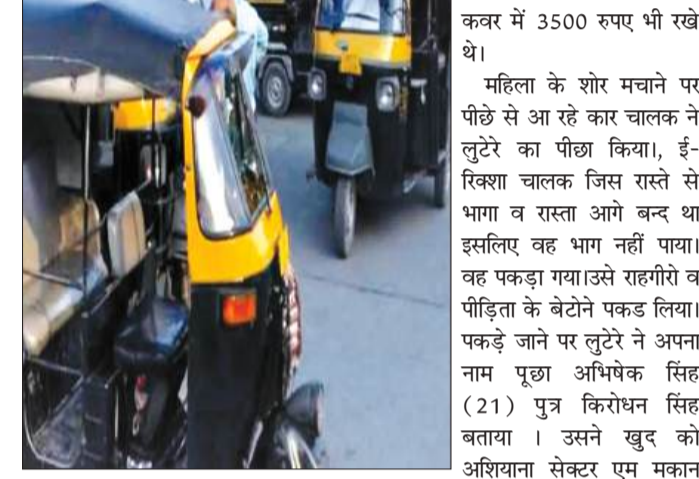 कवर में 3500 रुपए भी रखे
थे।
महिला के शोर मचाने पर
पीछे से आ रहे कार चालक ने
लुटेरे का पीछा किया।, ई-
रिक्शा चालक जिस रास्ते से
भागा व रास्ता आगे बन्द था
इसलिए वह भाग नहीं पाया।
वह पकड़ा गया।उसे राहगीरो व
पीड़िता के बेटोने पकड लिया।
पकड़े जाने पर लुटेरे ने अपना
नाम पूछा अभिषेक सिंह
(21) पुत्र किरोधन सिंह
बताया । उसने खुद को
अशियाना सेक्टर एम मकान